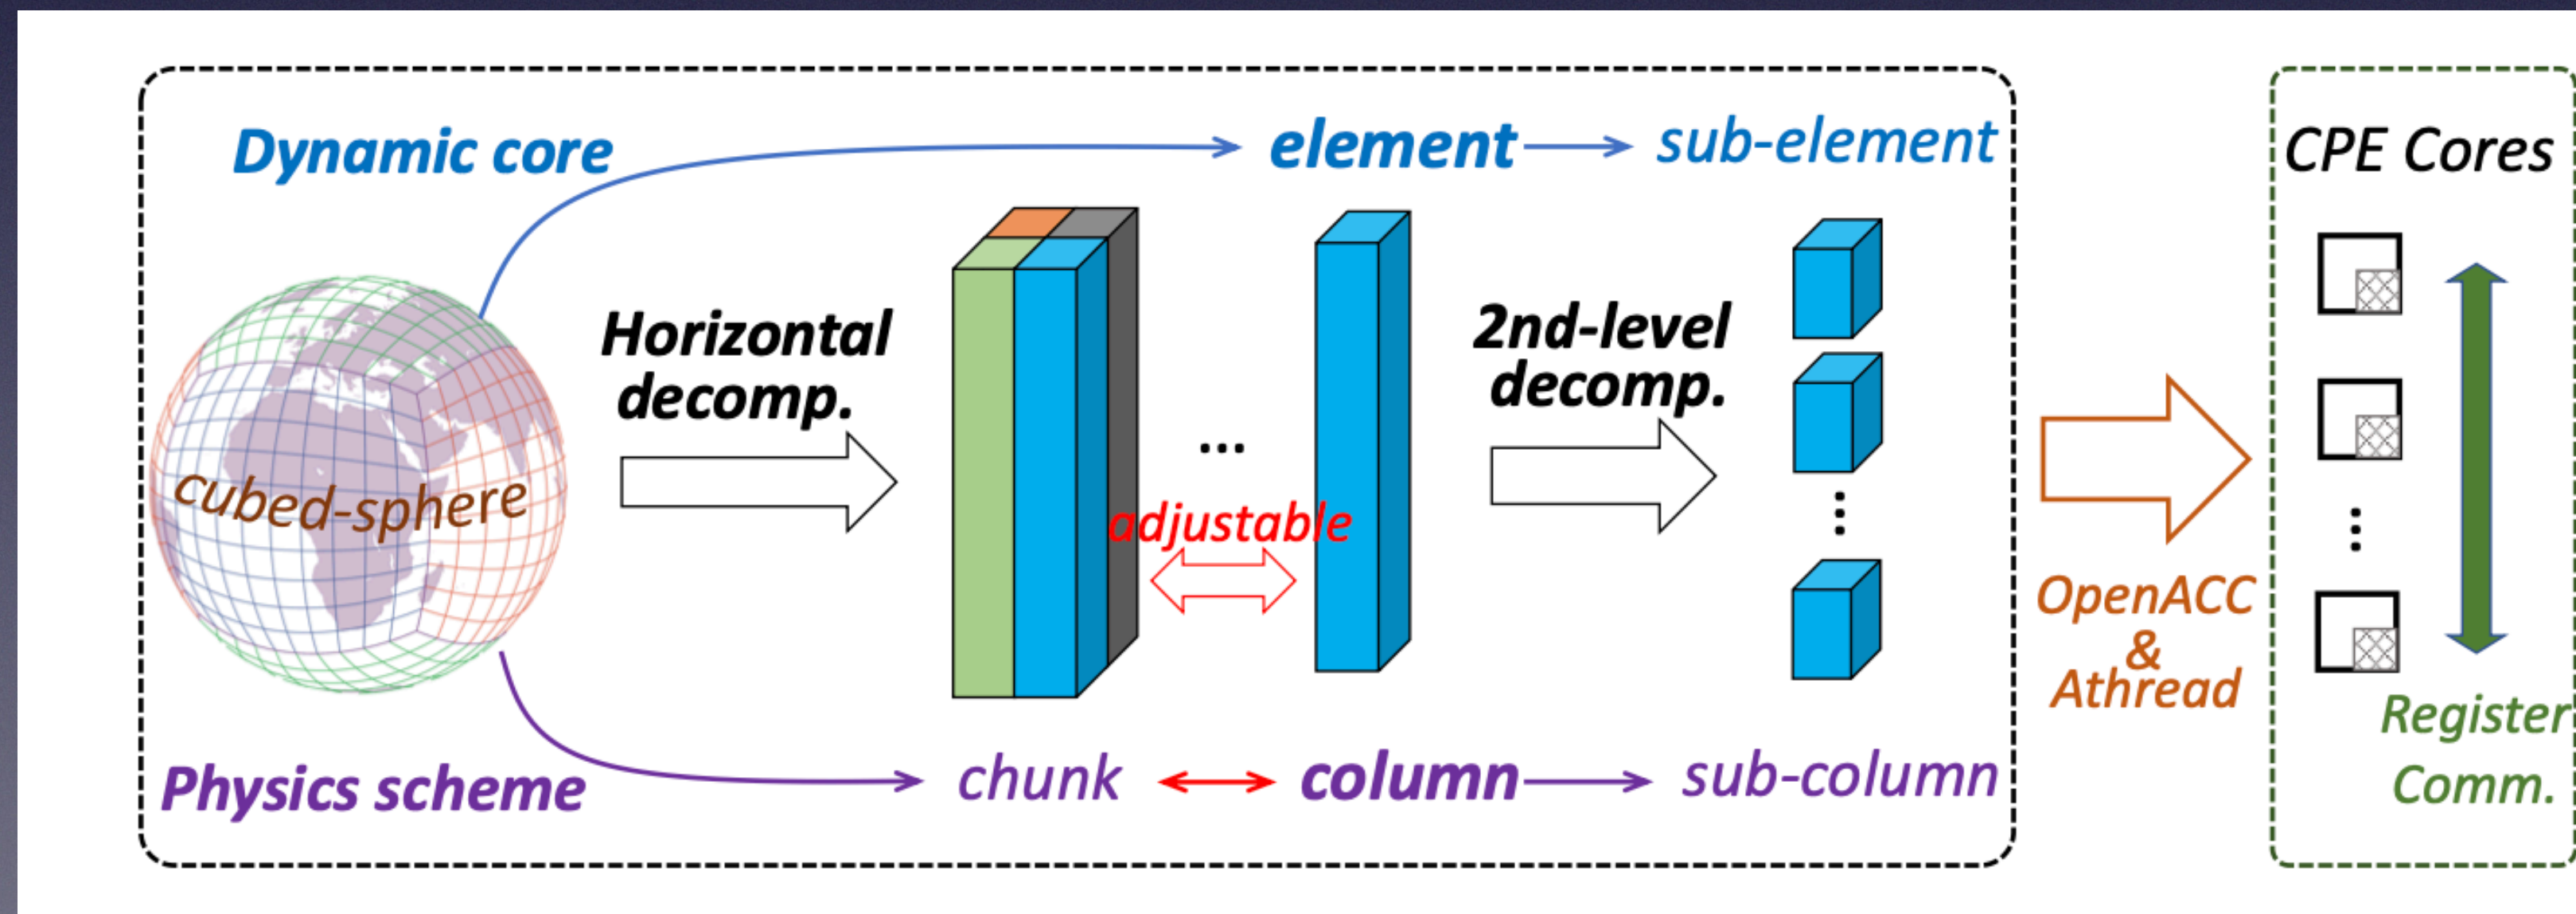 Dynamic core
element
sub-element
CPE Cores
Horizontal
decomp.
...
2nd-level
decomp.
cubed-sphere
adjustable
OpenACC
&
Athread
Register
Comm.
Physics scheme
chunk
column
sub-column